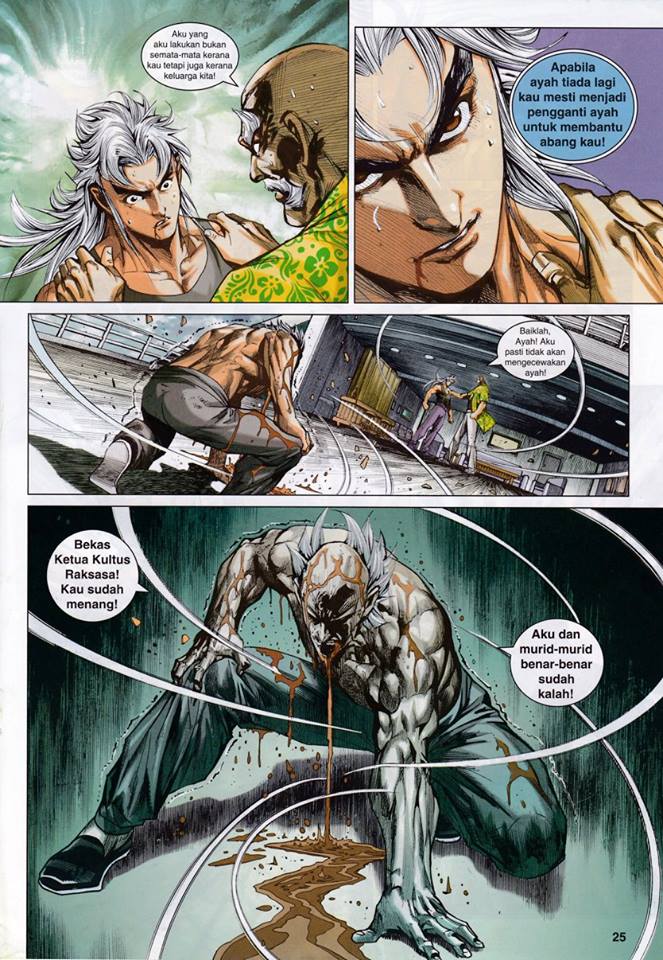 Aku yang
aku lakukan bukan
semata-mata kerana
kau tetapi juga kerana
keluarga kita!
Apabila
ayah tiada lagi
kau mesti menjadi
pengganti ayah
untuk membantu
abang kau!
Baiklah,
Ayah! Aku
pasti tidak akan
mengecewakan
ayah!
Bekas
Ketua Kultus
Raksasa!
Kau sudah
menang!
Aku dan
murid-murid
benar-benar
sudah
kalah!
25